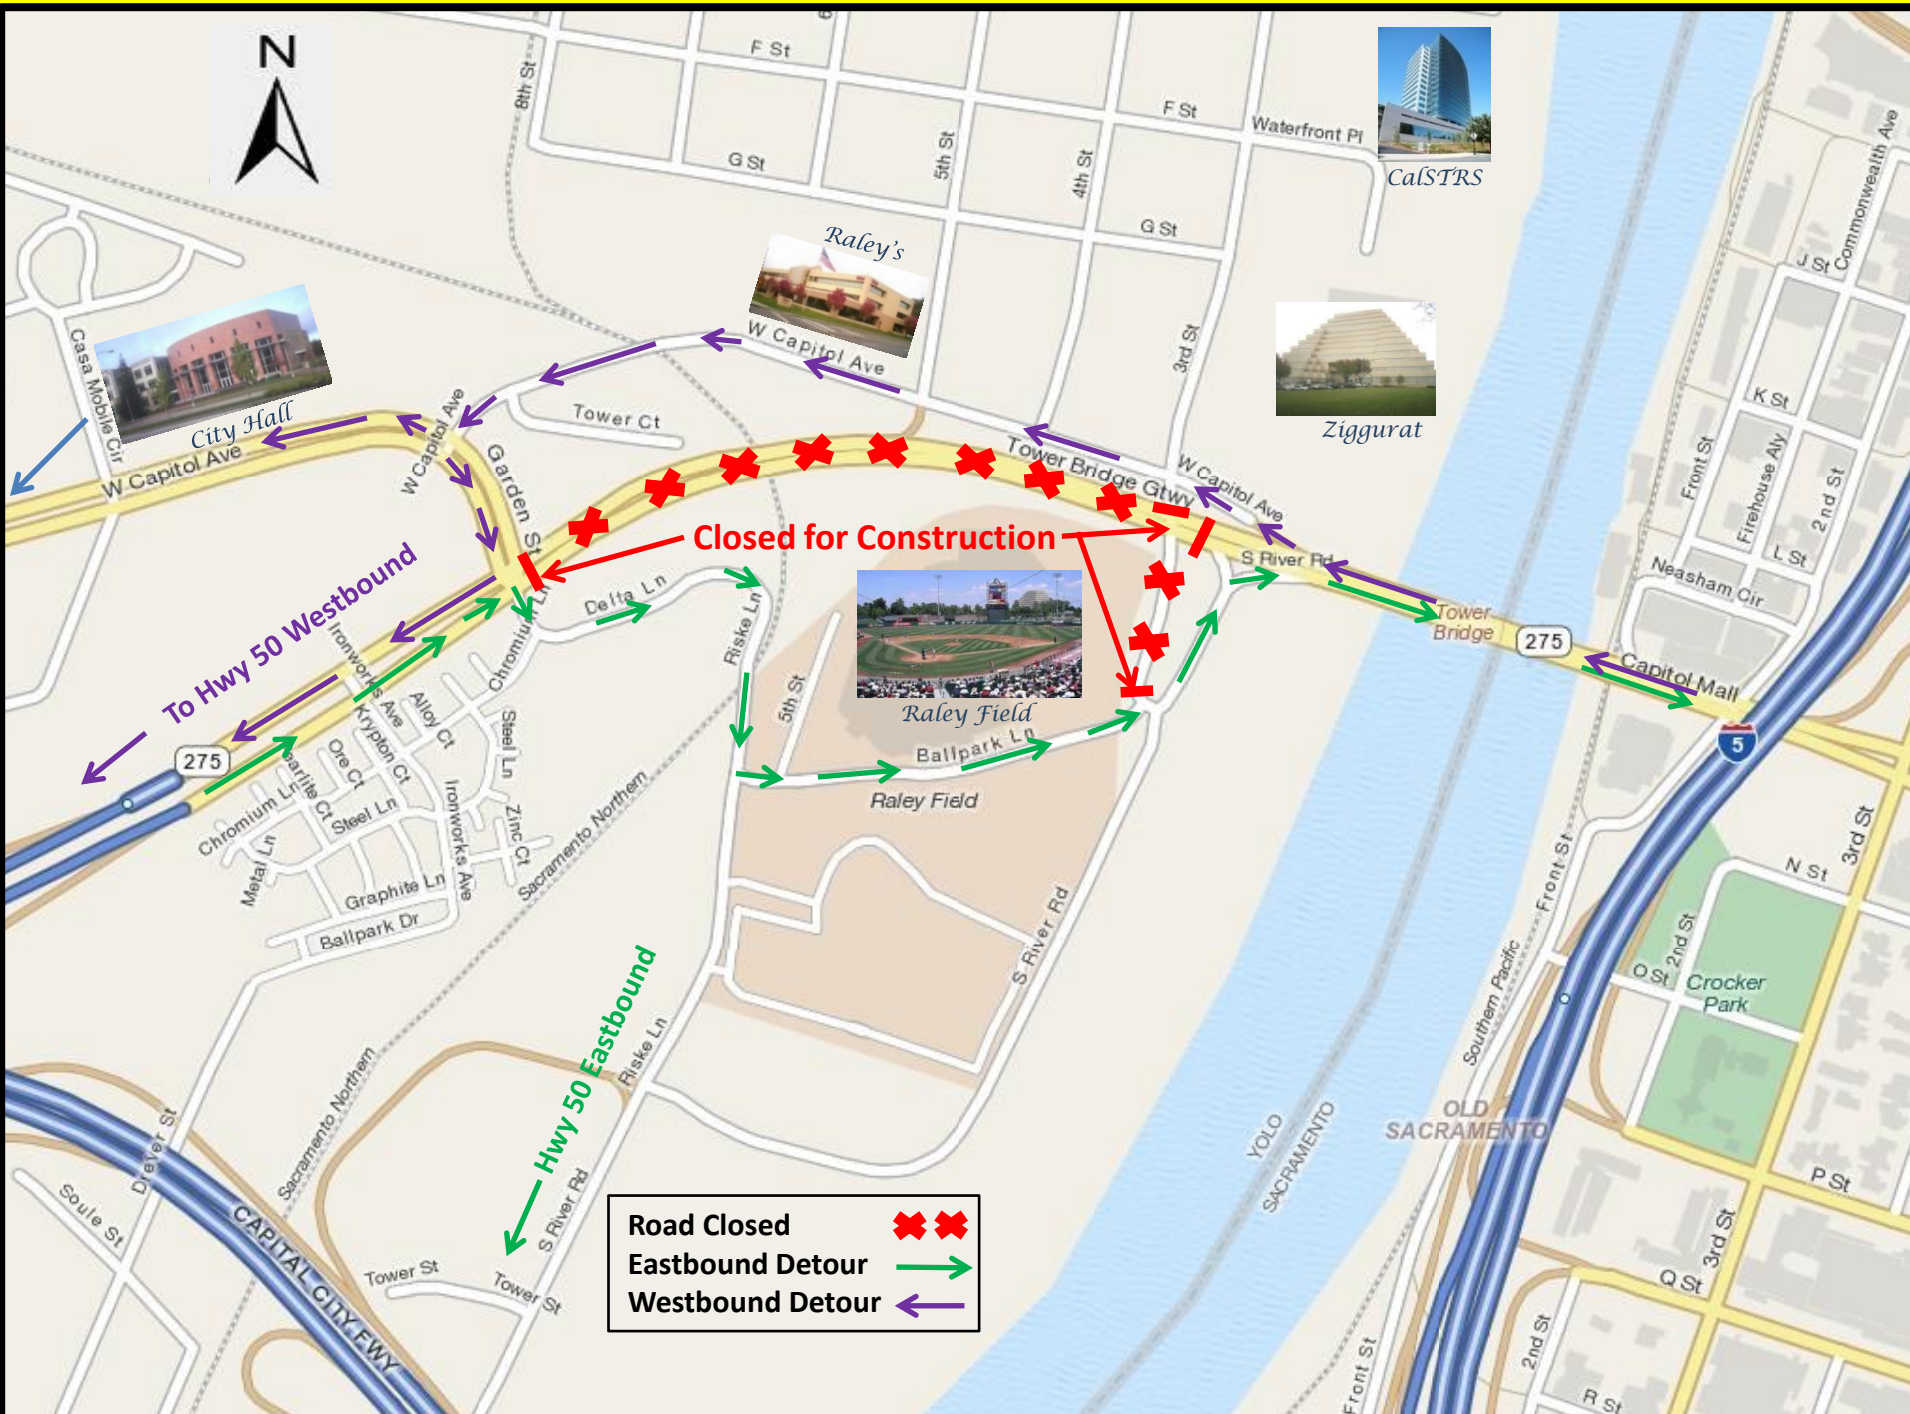 N
F St
8th St
F St
Waterfront Pl
G St
5th St
4th St
G St
3rd St
CalSTRS
Commonwealth Ave
J St
Raley's
Casa Mobile Cir
City Hall
W Capitol Ave
W Capitol Ave
W Capitol Ave
Garden St
Tower Ct
W Capitol Ave
Tower Bridge Gtwy
W Capitol Ave
Ziggurat
K St
Front St
Firehouse Aly
2nd St
L St
Neasham Cir
Closed for Construction
S River Rd
Tower
Bridge
275
Capitol Mall
5
To Hwy 50 Westbound
275
Delta Ln
Chromium Ln
Riske Ln
5th St
Raley Field
Ballpark Ln
Raley Field
Ironworks Ave
Krypton Ct
Alloy Ct
Ore Ct
Steel Ln
Chromium Ln
Steel Ln
Zinc Ct
Metal Ln
Ironworks Ave
Graphite Ln
Ballpark Dr
Sacramento Northern
S River Rd
Front St
3rd St
N St
2nd St
O St
Crocker
Park
Southern Pacific
Hwy 50 Eastbound
Riske Ln
Sacramento Northern
Drever St
Soule St
CAPITAL CITY FWY
Tower St
Tower St
S River Rd
YOLO
SACRAMENTO
OLD
SACRAMENTO
P St
3rd St
Q St
2nd St
Front St
R St
Road Closed
Eastbound Detour
Westbound Detour